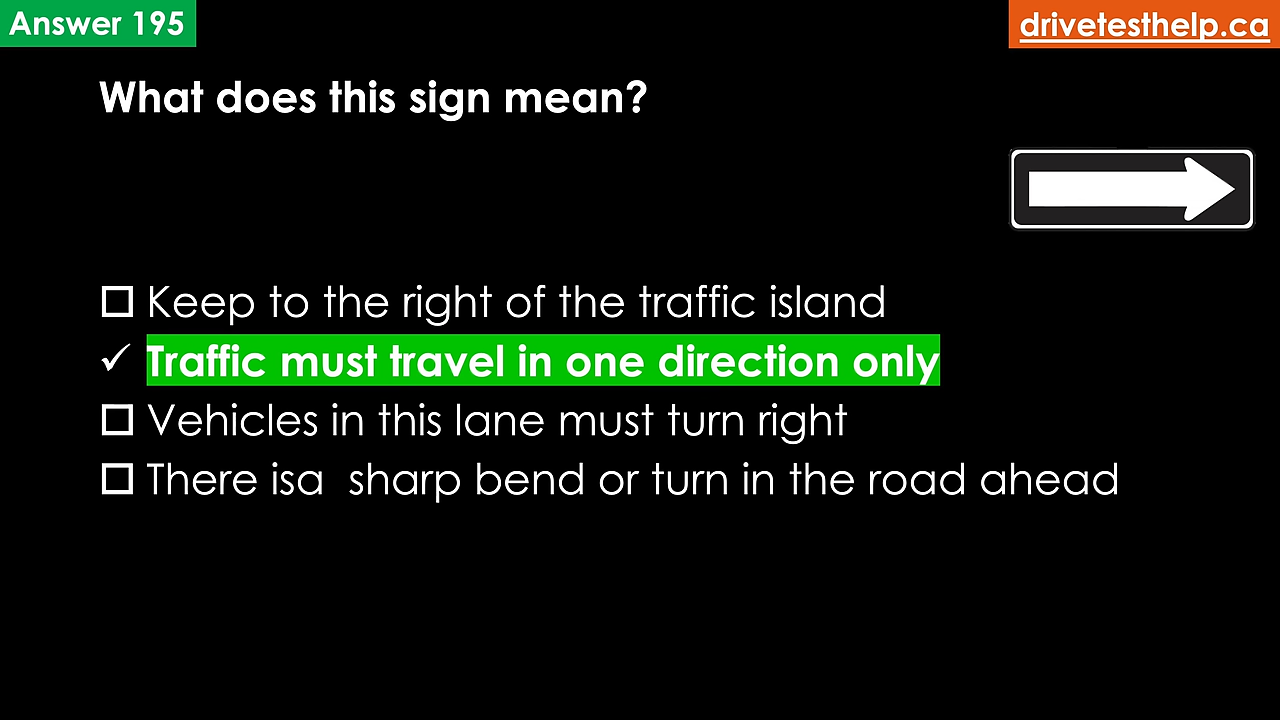 Answer 195
drivetesthelp.ca
What does this sign mean?
Keep to the right of the traffic island
Traffic must travel in one direction only
Vehicles in this lane must turn right
There isa  sharp bend or turn in the road ahead